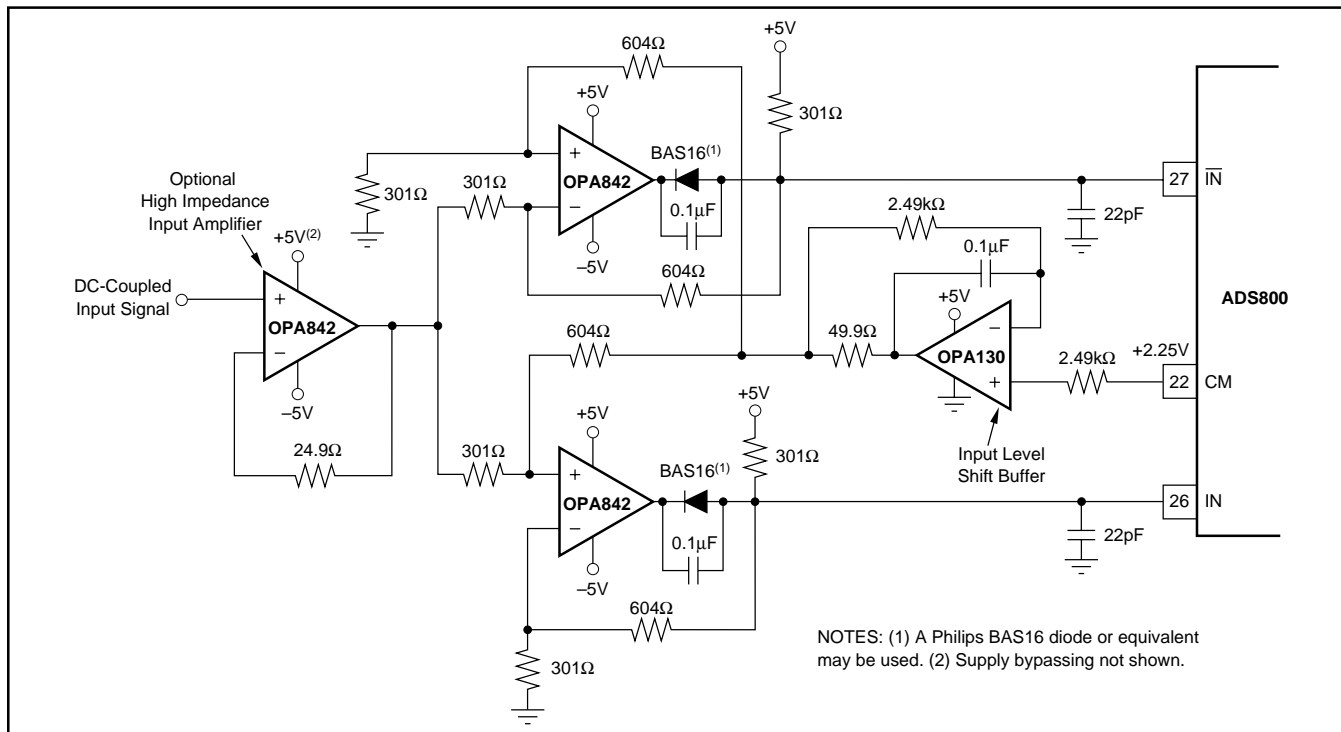 +5V
604Ω
+5V
301Ω
BAS16(1)
+
OPA842
−
–5V
0.1µF
301Ω
301Ω
Optional
High Impedance
Input Amplifier
+5V(2)
DC-Coupled
Input Signal
+
OPA842
−
–5V
24.9Ω
604Ω
27
IN
22pF
2.49kΩ
0.1µF
+5V
−
OPA130
+
49.9Ω
604Ω
2.49kΩ
+2.25V
22
CM
ADS800
Input Level
Shift Buffer
+5V
+5V
301Ω
301Ω
BAS16(1)
+
OPA842
−
–5V
0.1µF
26
IN
22pF
604Ω
301Ω
NOTES: (1) A Philips BAS16 diode or equivalent
may be used. (2) Supply bypassing not shown.